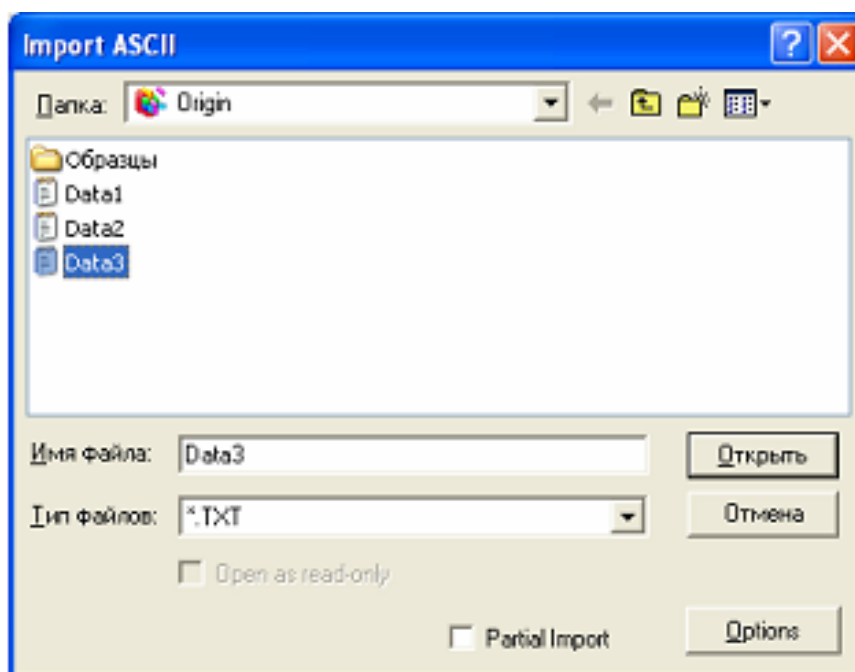 Import ASCII
Папка: Origin
Образцы
Data1
Data2
Data3
Имя файла: Data3 Открыть
Тип файлов: *.TXT Отмена
Open as read-only
Partial Import Options